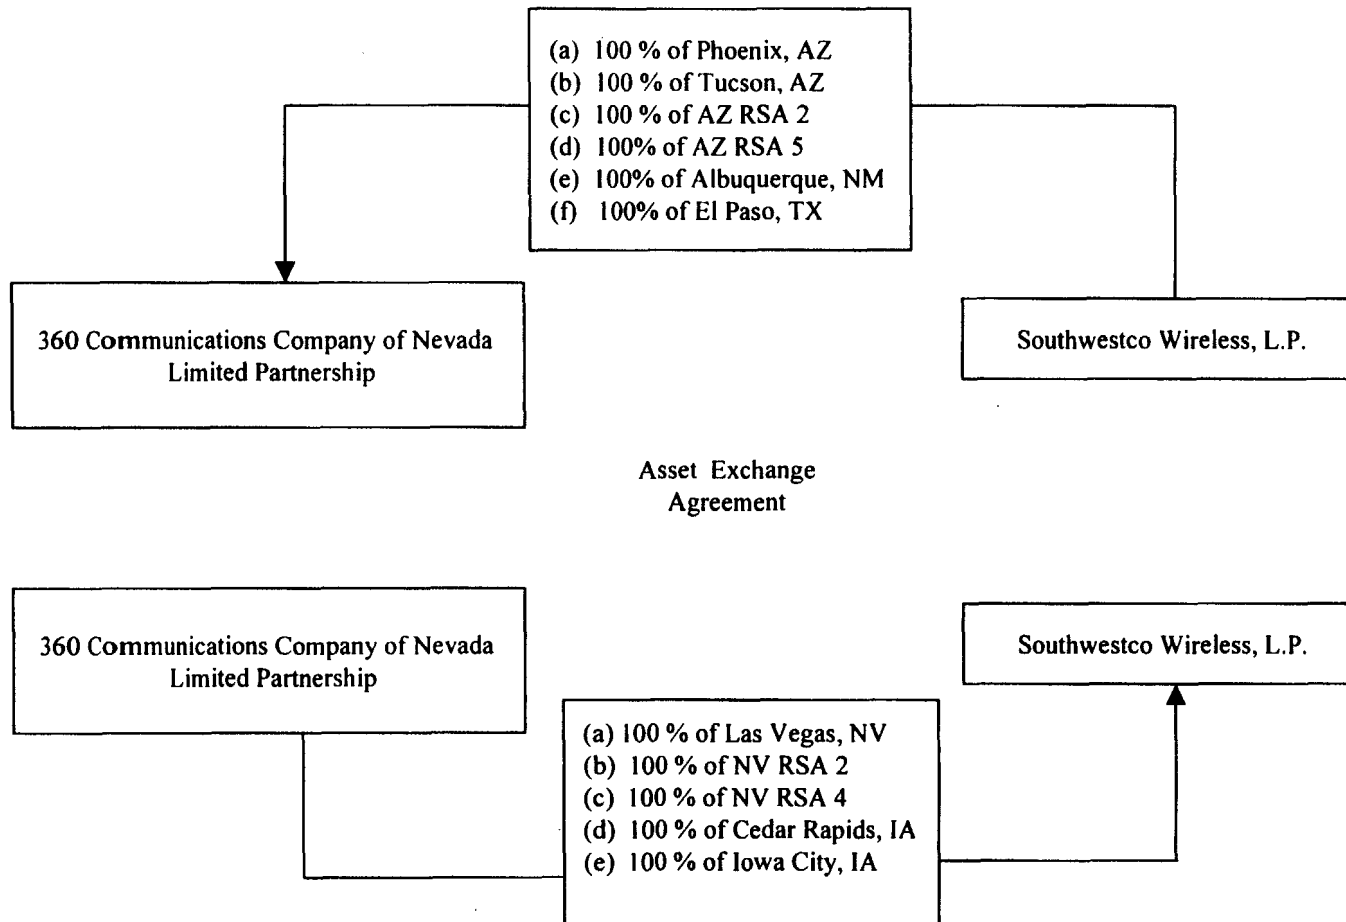 (a) 100 % of Phoenix, AZ
(b) 100 % of Tucson, AZ
(c) 100 % of AZ RSA 2
(d) 100% of AZ RSA 5
(e) 100% of Albuquerque, NM
(f) 100% of El Paso, TX
360 Communications Company of Nevada
Limited Partnership
Southwestco Wireless, L.P.
Asset Exchange
Agreement
360 Communications Company of Nevada
Limited Partnership
Southwestco Wireless, L.P.
(a) 100 % of Las Vegas, NV
(b) 100 % of NV RSA 2
(c) 100 % of NV RSA 4
(d) 100 % of Cedar Rapids, IA
(e) 100 % of Iowa City, IA